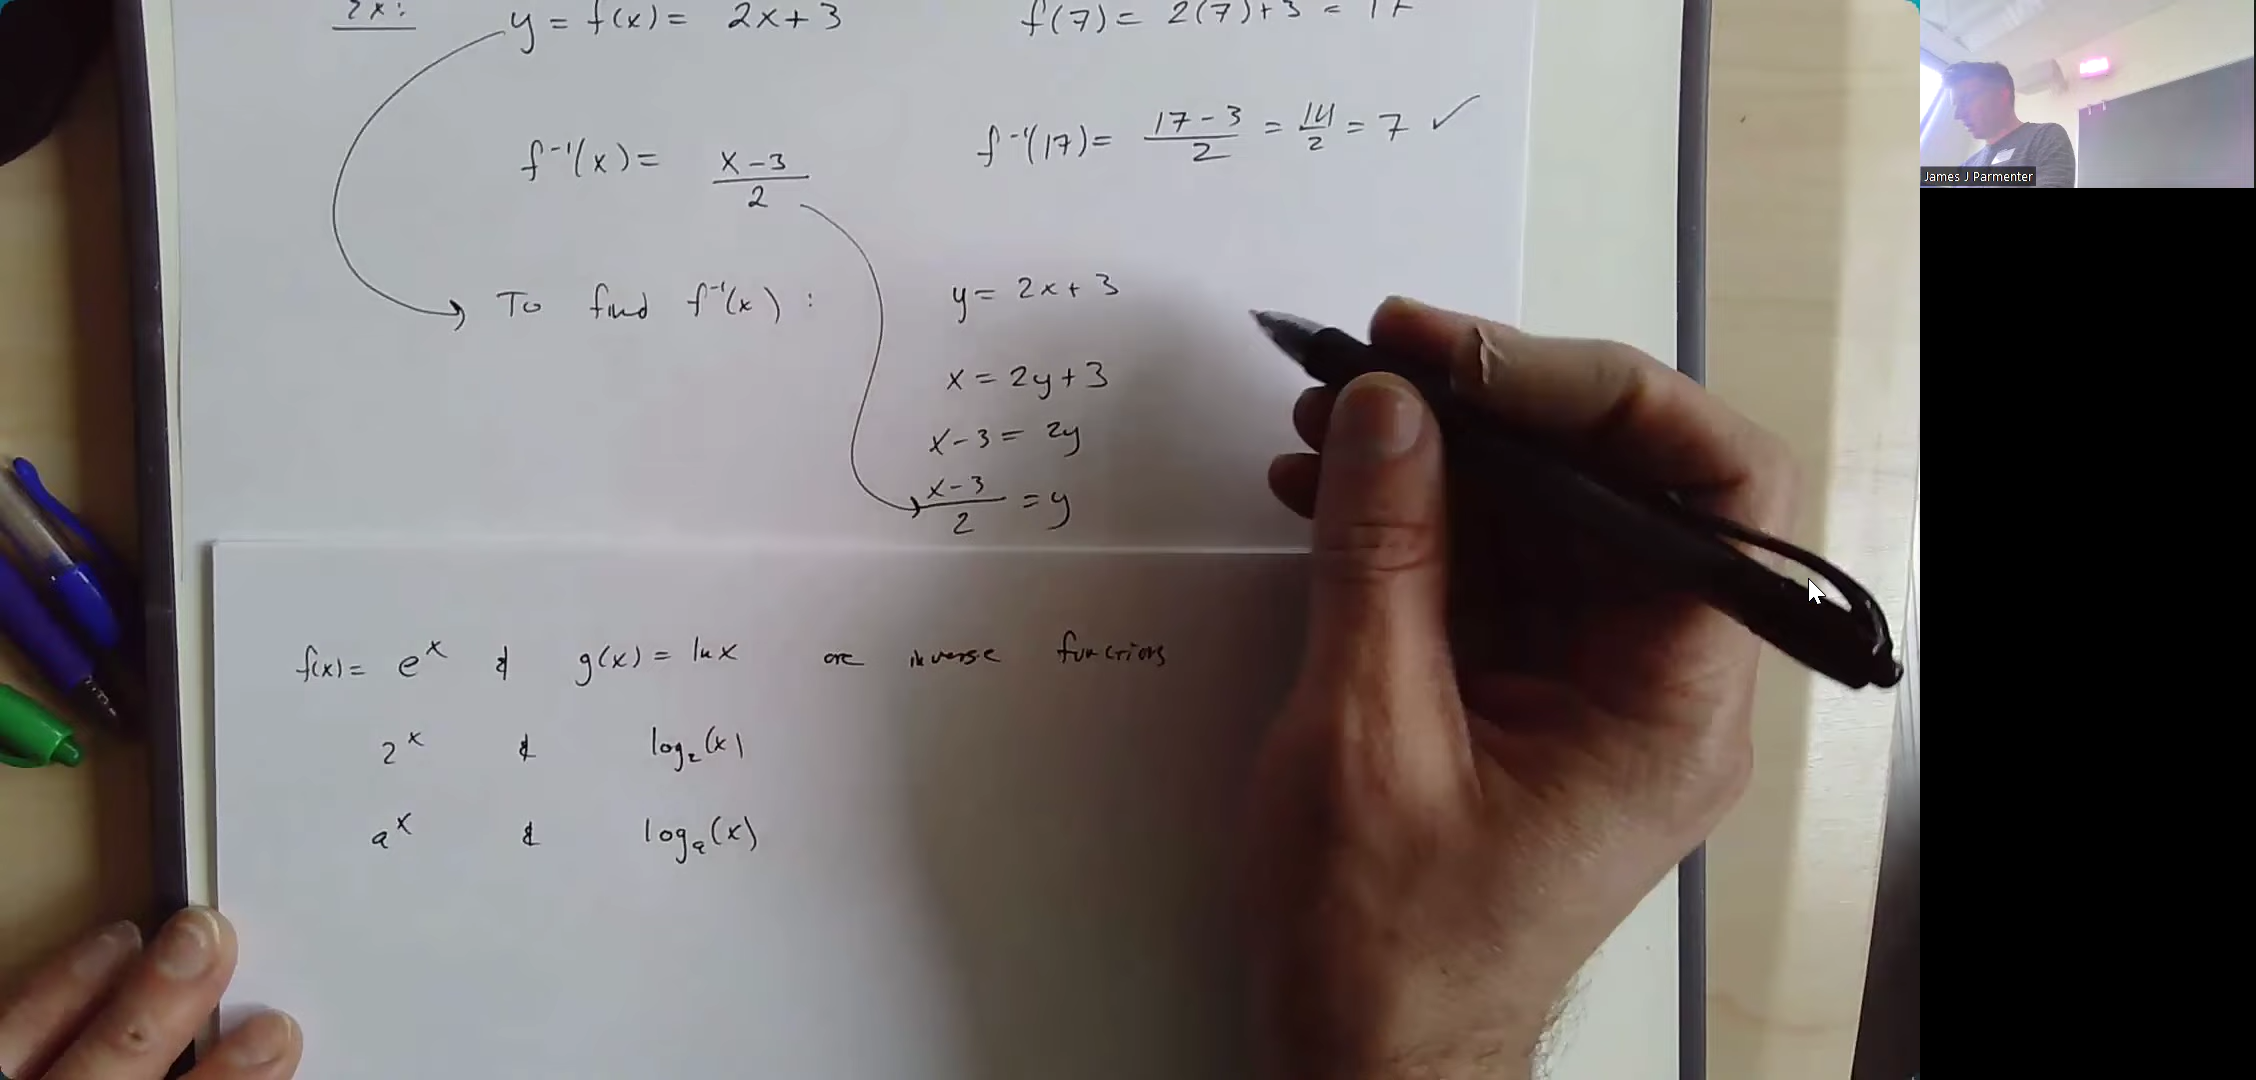 Ex:
y = f(x) = 2x+3 f(7) = 2(7)+3 = 17
f⁻¹(x) = (x-3)/2 f⁻¹(17) = (17-3)/2 = 14/2 = 7 ✓
To find f⁻¹(x) : y = 2x+3
x = 2y+3
x-3 = 2y
(x-3)/2 = y
f(x) = eˣ & g(x) = ln x are inverse functions
2ˣ & log₂(x)
aˣ & logₐ(x)
James J Parmenter